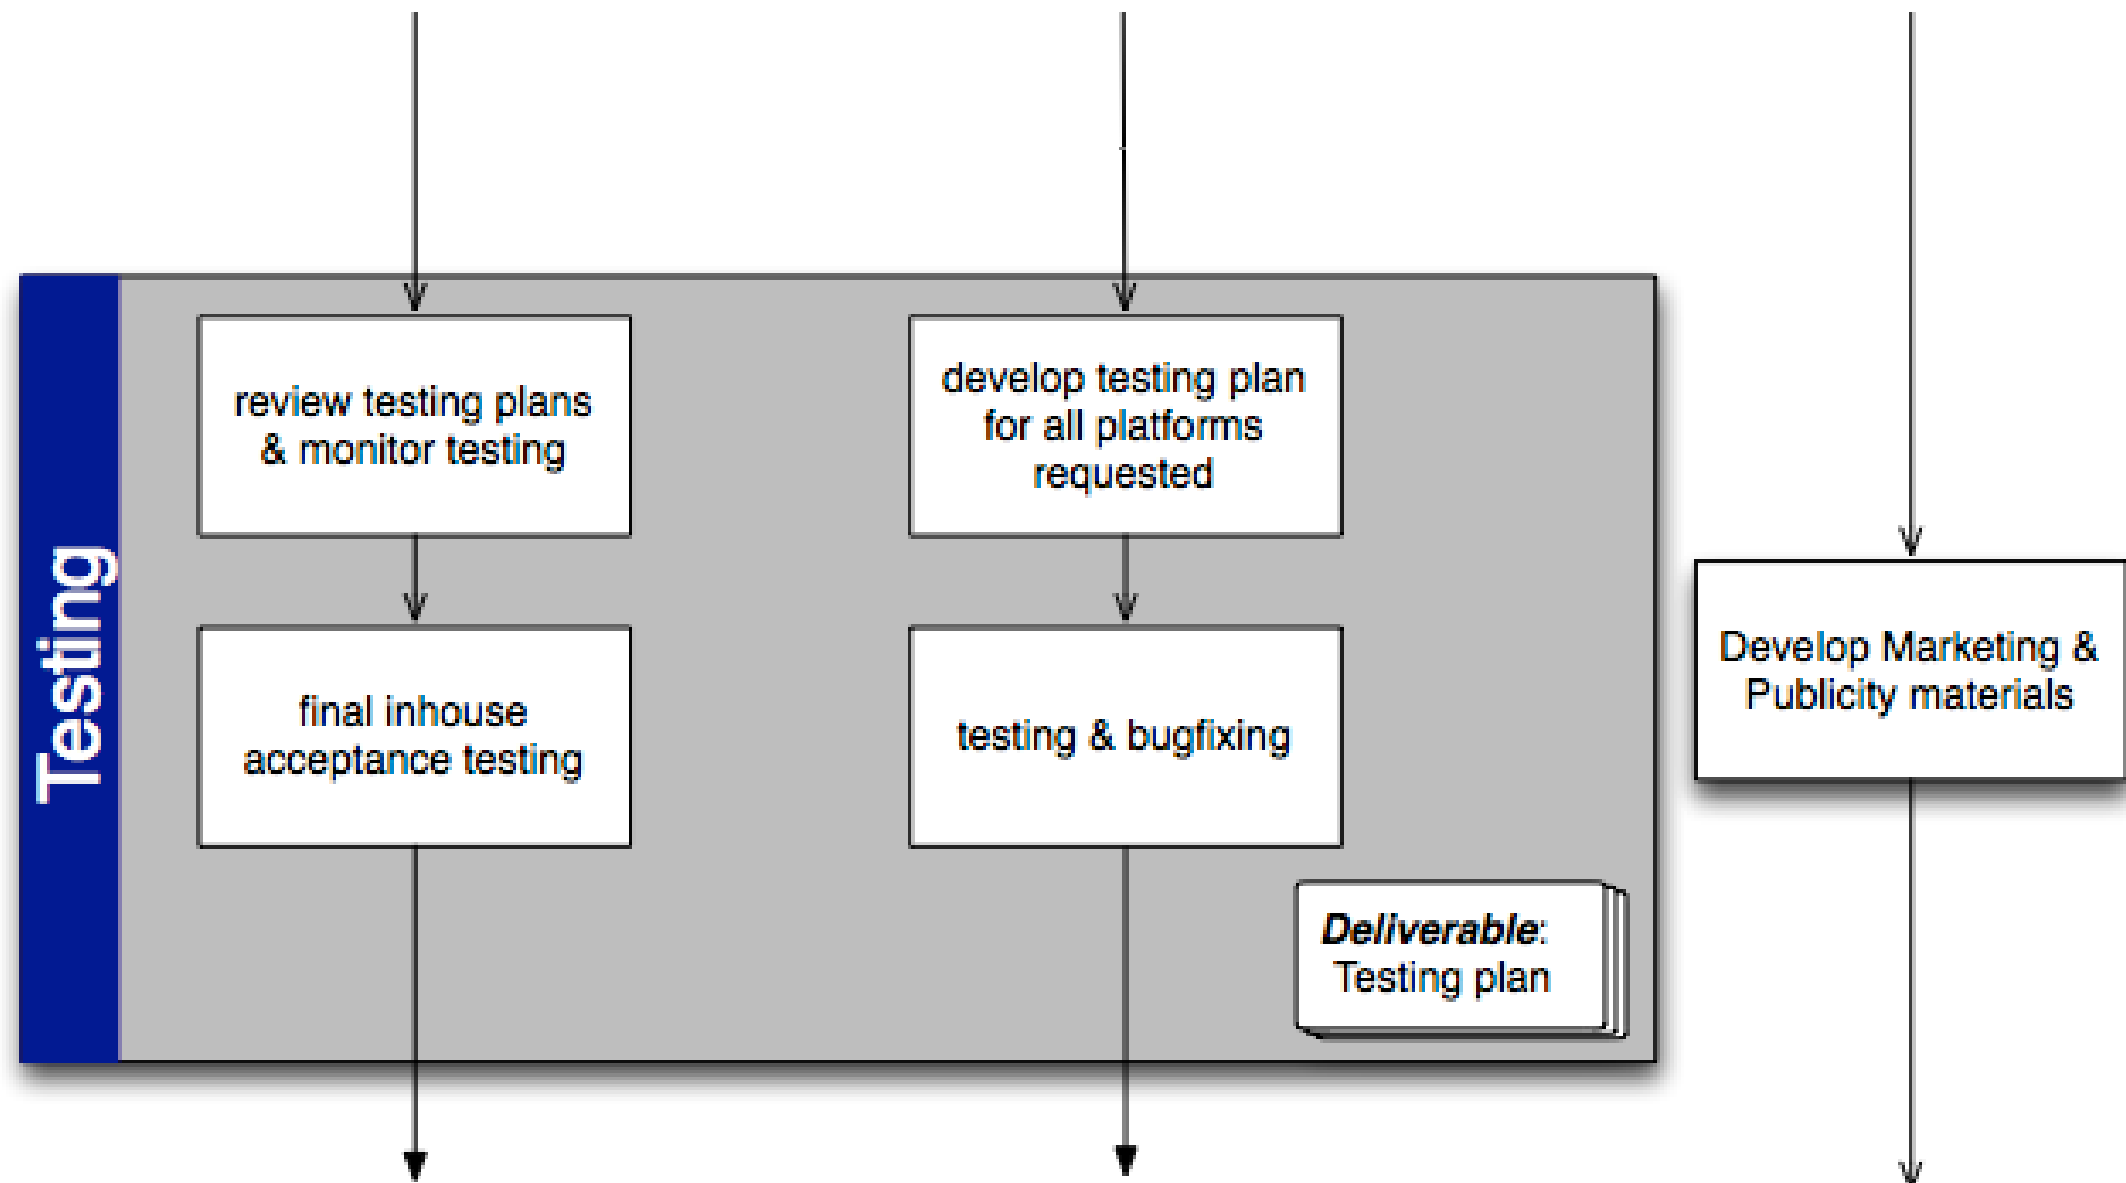 Testing
review testing plans
& monitor testing
develop testing plan
for all platforms
requested
final inhouse
acceptance testing
testing & bugfixing
Develop Marketing &
Publicity materials
Deliverable:
Testing plan